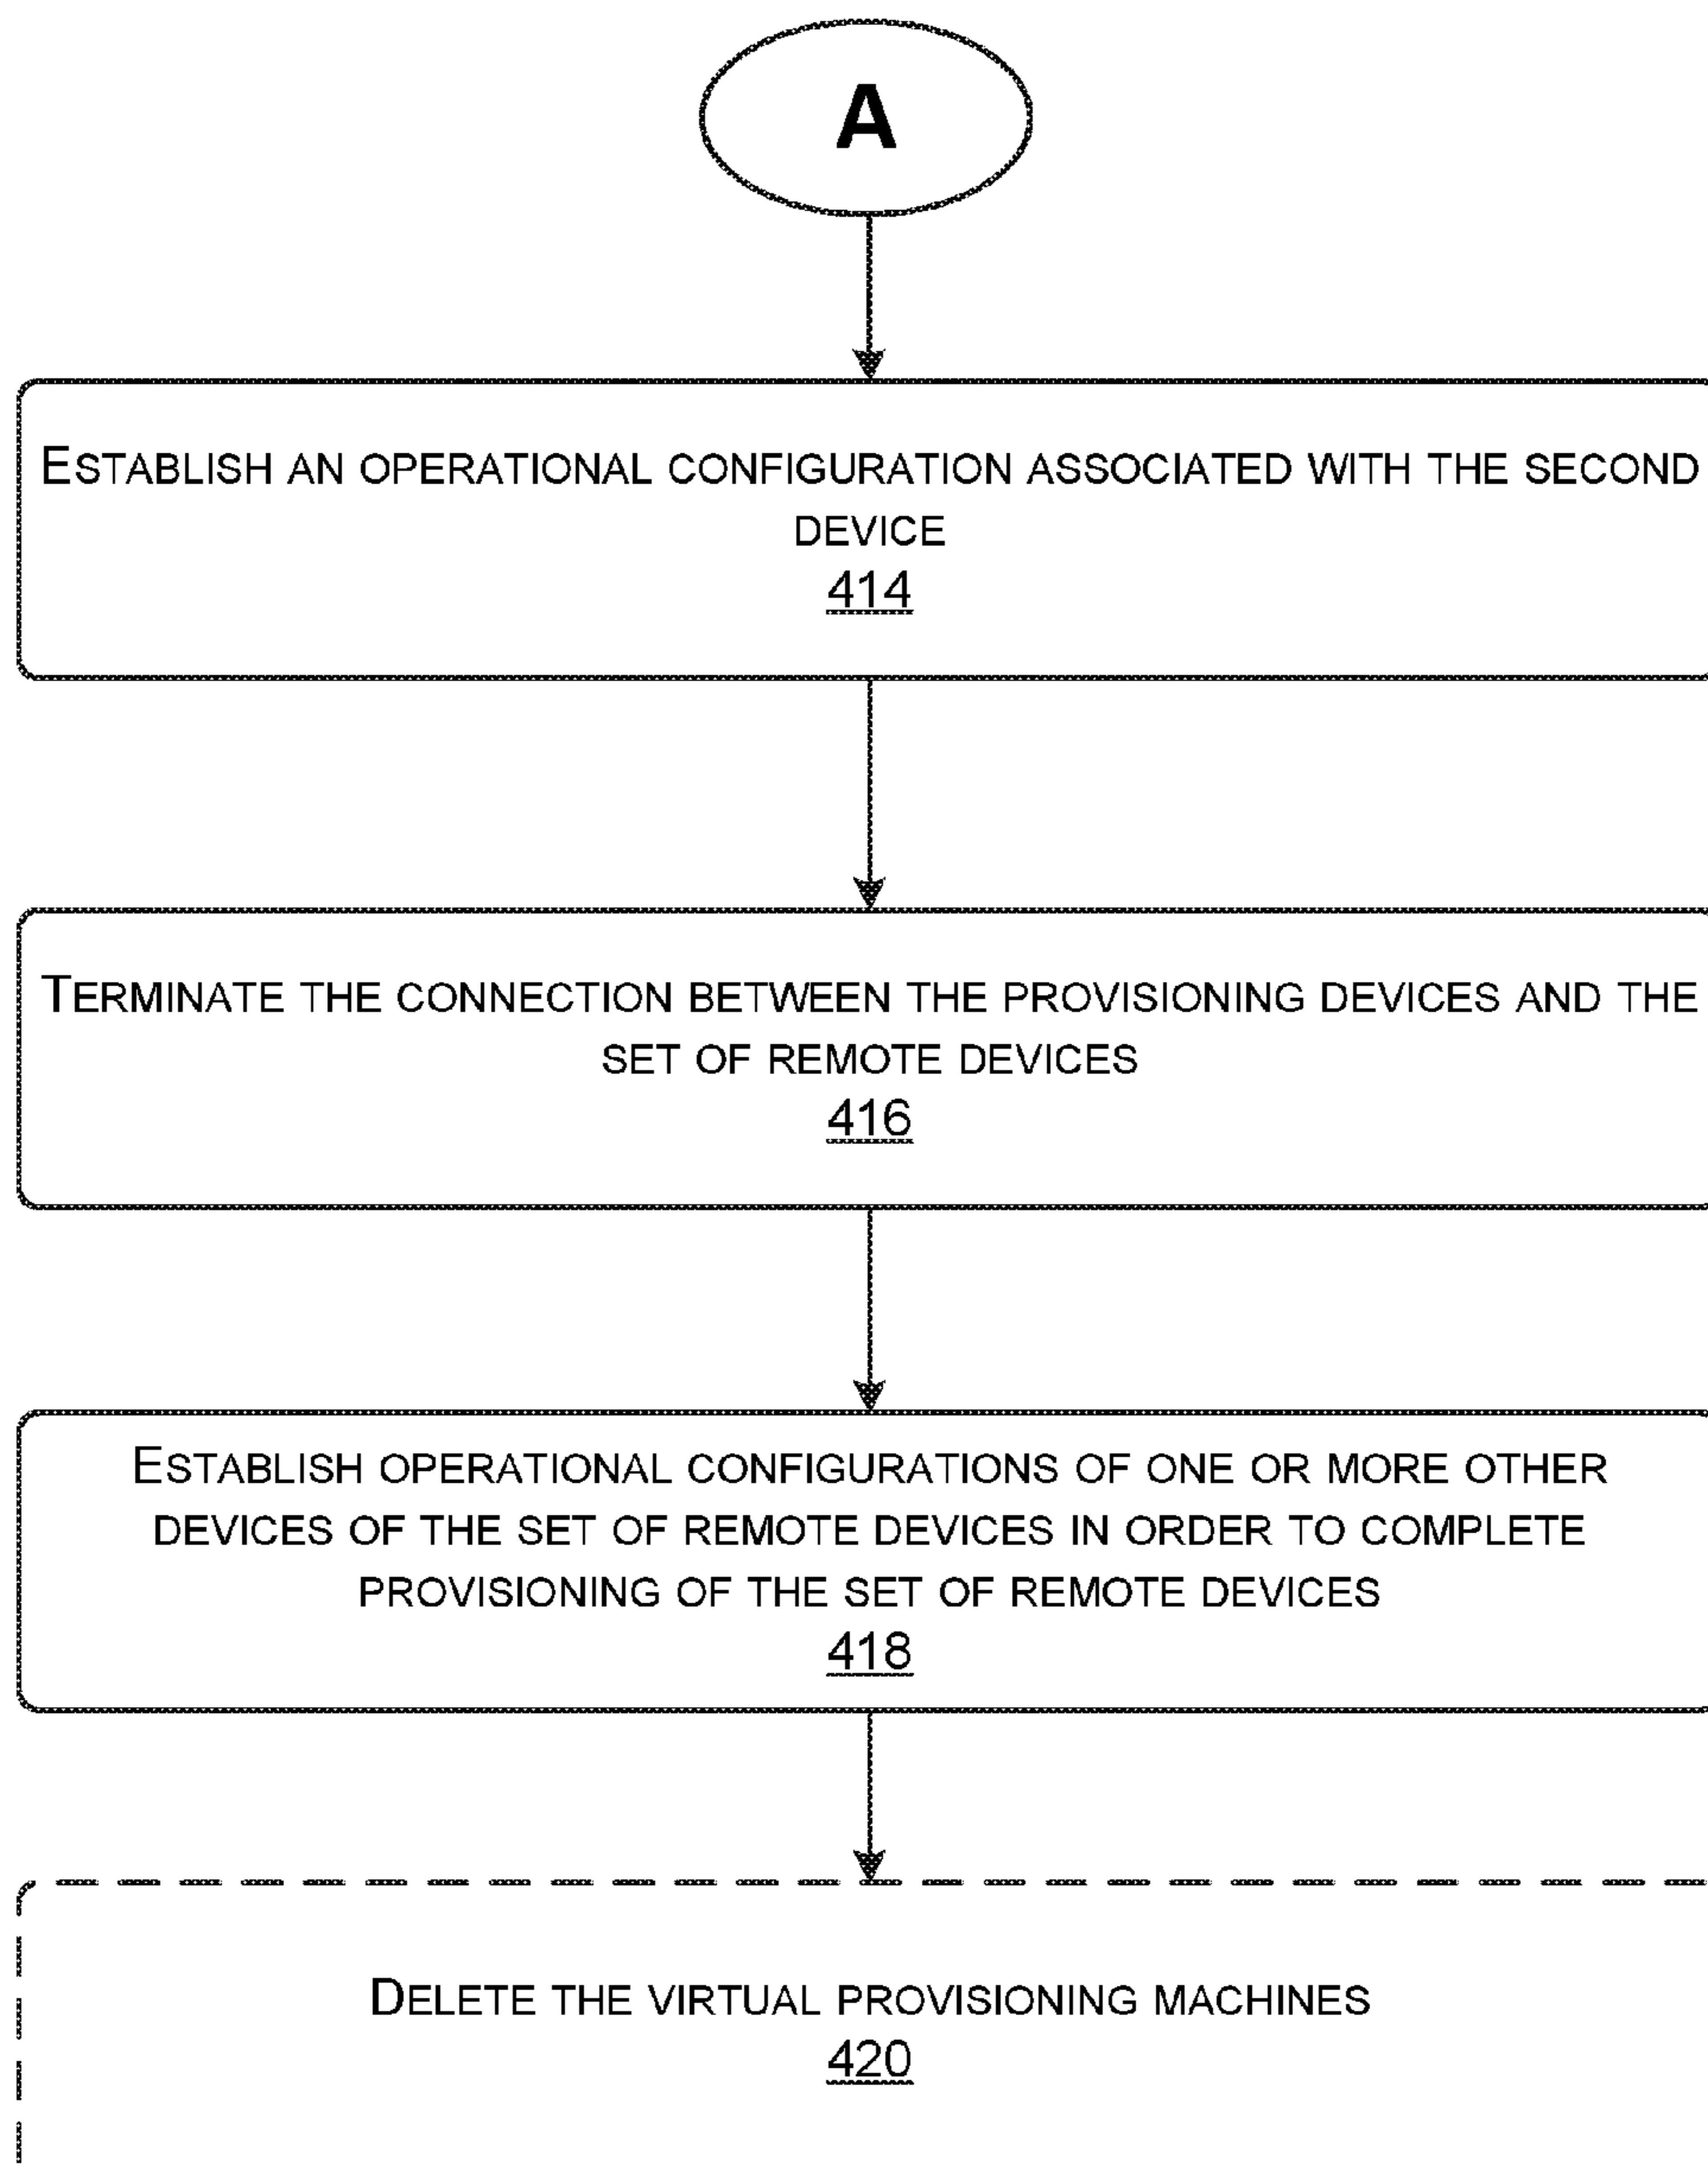 A
ESTABLISH AN OPERATIONAL CONFIGURATION ASSOCIATED WITH THE SECOND
DEVICE
414
TERMINATE THE CONNECTION BETWEEN THE PROVISIONING DEVICES AND THE
SET OF REMOTE DEVICES
416
ESTABLISH OPERATIONAL CONFIGURATIONS OF ONE OR MORE OTHER
DEVICES OF THE SET OF REMOTE DEVICES IN ORDER TO COMPLETE
PROVISIONING OF THE SET OF REMOTE DEVICES
418
DELETE THE VIRTUAL PROVISIONING MACHINES
420